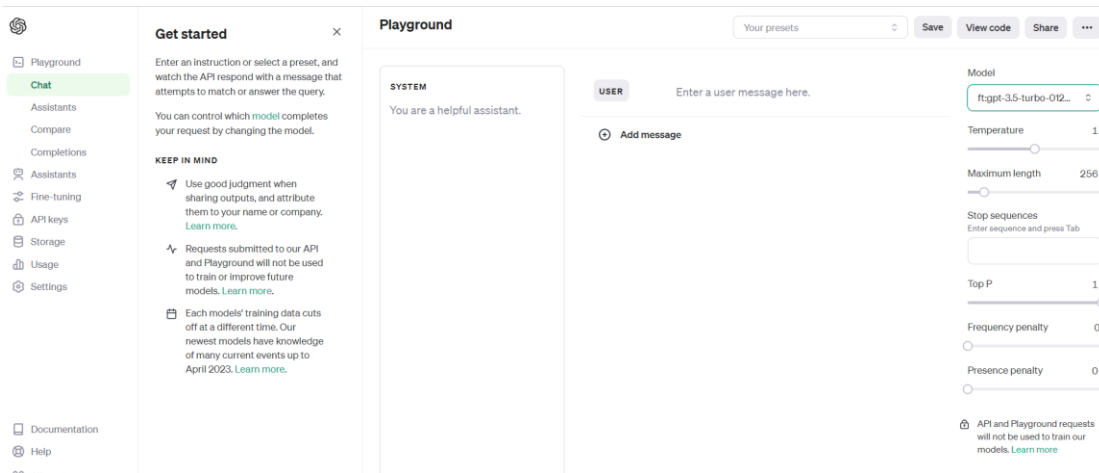 Playground
Chat
Assistants
Compare
Completions
Assistants
Fine-tuning
API keys
Storage
Usage
Settings
Documentation
Help
Get started
Enter an instruction or select a preset, and
watch the API respond with a message that
attempts to match or answer the query.
You can control which model completes
your request by changing the model.
KEEP IN MIND
Use good judgment when
sharing outputs, and attribute
them to your name or company.
Learn more.
Requests submitted to our API
and Playground will not be used
to train or improve future
models. Learn more.
Each models' training data cuts
off at a different time. Our
newest models have knowledge
of many current events up to
April 2023. Learn more.
Playground
Your presets
Save
View code
Share
...
SYSTEM
You are a helpful assistant.
USER
Enter a user message here.
Add message
Model
ft:gpt-3.5-turbo-012...
Temperature 1
Maximum length 256
Stop sequences
Enter sequence and press Tab
Top P 1
Frequency penalty 0
Presence penalty 0
API and Playground requests
will not be used to train our
models. Learn more